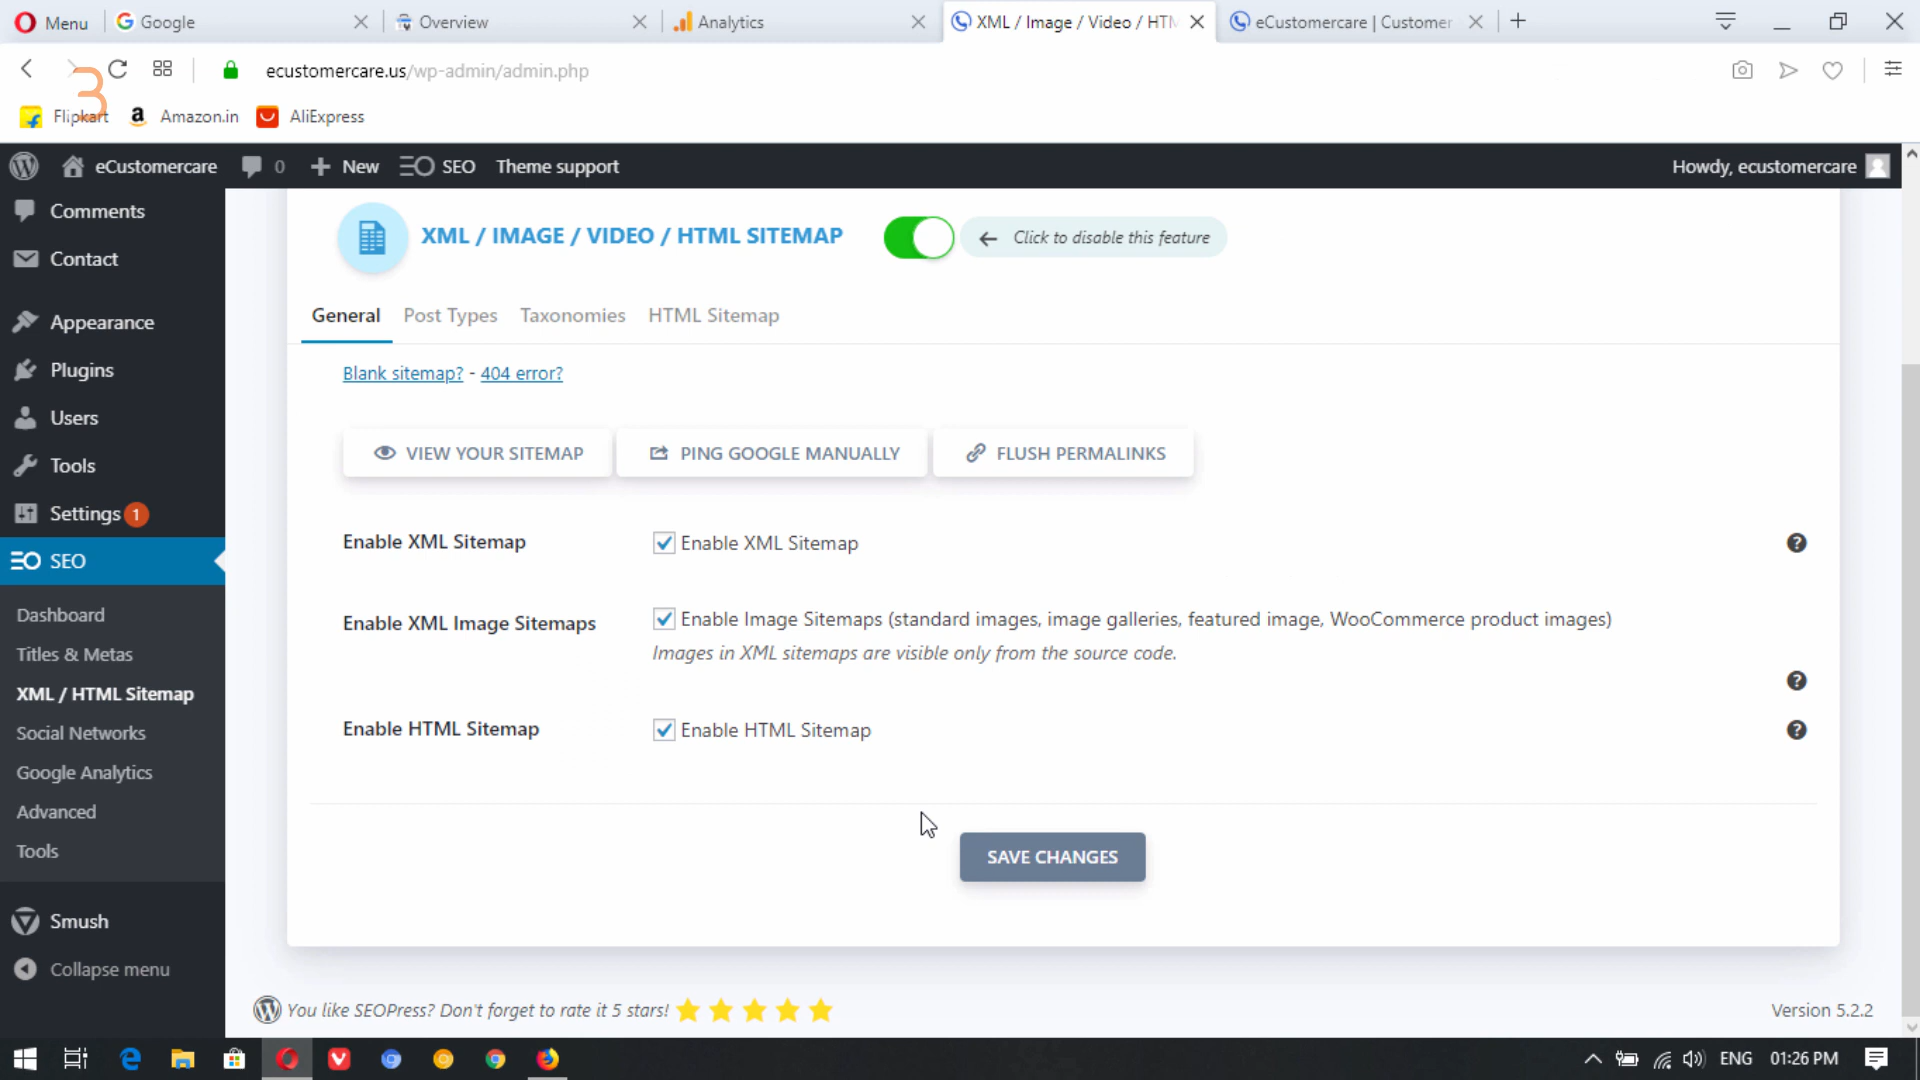 Menu
Google
Overview
Analytics
XML / Image / Video / HTM
eCustomercare | Customer
ecustomercare.us/wp-admin/admin.php
3
Flipkart
Amazon.in
AliExpress
eCustomercare
0
New
SEO
Theme support
Howdy, ecustomercare
Comments
Contact
Appearance
Plugins
Users
Tools
Settings 1
SEO
Dashboard
Titles & Metas
XML / HTML Sitemap
Social Networks
Google Analytics
Advanced
Tools
Smush
Collapse menu
XML / IMAGE / VIDEO / HTML SITEMAP
Click to disable this feature
General
Post Types
Taxonomies
HTML Sitemap
Blank sitemap? - 404 error?
VIEW YOUR SITEMAP
PING GOOGLE MANUALLY
FLUSH PERMALINKS
Enable XML Sitemap
Enable XML Sitemap
Enable XML Image Sitemaps
Enable Image Sitemaps (standard images, image galleries, featured image, WooCommerce product images)
Images in XML sitemaps are visible only from the source code.
Enable HTML Sitemap
Enable HTML Sitemap
SAVE CHANGES
You like SEOPress? Don't forget to rate it 5 stars!
Version 5.2.2
ENG
01:26 PM